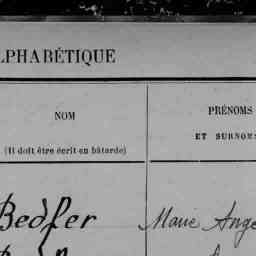 LPHABÉTIQUE
NOM
PRÉNOMS
ET SURNOMS
(Il doit être écrit en bâtarde)
Bedfer Marie Ange